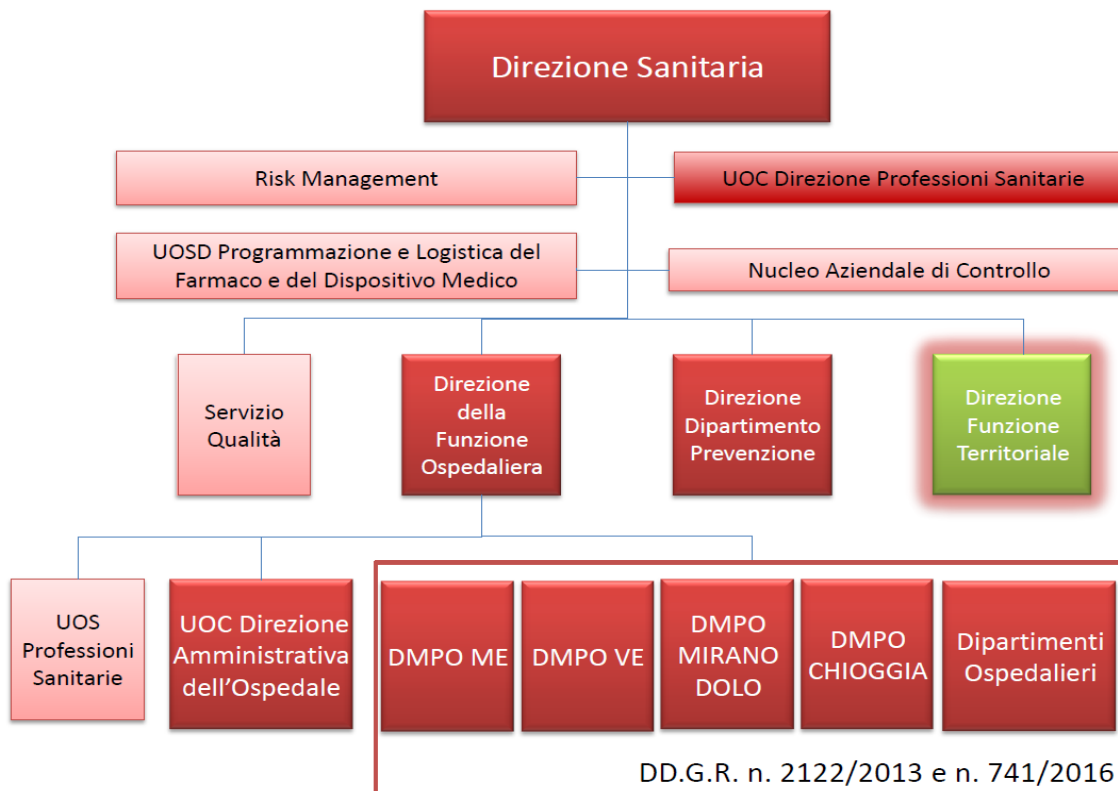 Direzione Sanitaria
Risk Management
UOC Direzione Professioni Sanitarie
UOSD Programmazione e Logistica del
Farmaco e del Dispositivo Medico
Nucleo Aziendale di Controllo
Servizio
Qualità
Direzione
della
Funzione
Ospedaliera
Direzione
Dipartimento
Prevenzione
Direzione
Funzione
Territoriale
UOS
Professioni
Sanitarie
UOC Direzione
Amministrativa
dell’Ospedale
DMPO ME
DMPO VE
DMPO
MIRANO
DOLO
DMPO
CHIOGGIA
Dipartimenti
Ospedalieri
DD.G.R. n. 2122/2013 e n. 741/2016